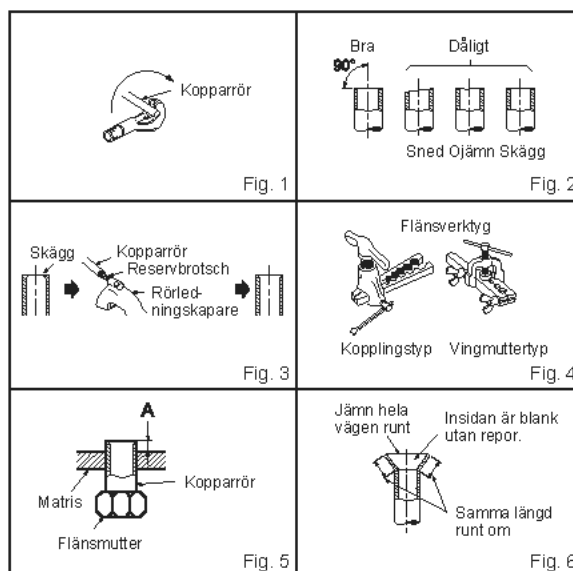 Kopparrör
Fig. 1
Bra
Dåligt
90°
Sned Ojämn Skägg
Fig. 2
Skägg
Kopparrör
Reservbrotsch
Rörled-
ningskapare
Fig. 3
Flänsverktyg
Kopplingstyp
Vingmuttertyp
Fig. 4
A
Matris
Kopparrör
Flänsmutter
Fig. 5
Jämn hela
vägen runt
Insidan är blank
utan repor.
Samma längd
runt om
Fig. 6